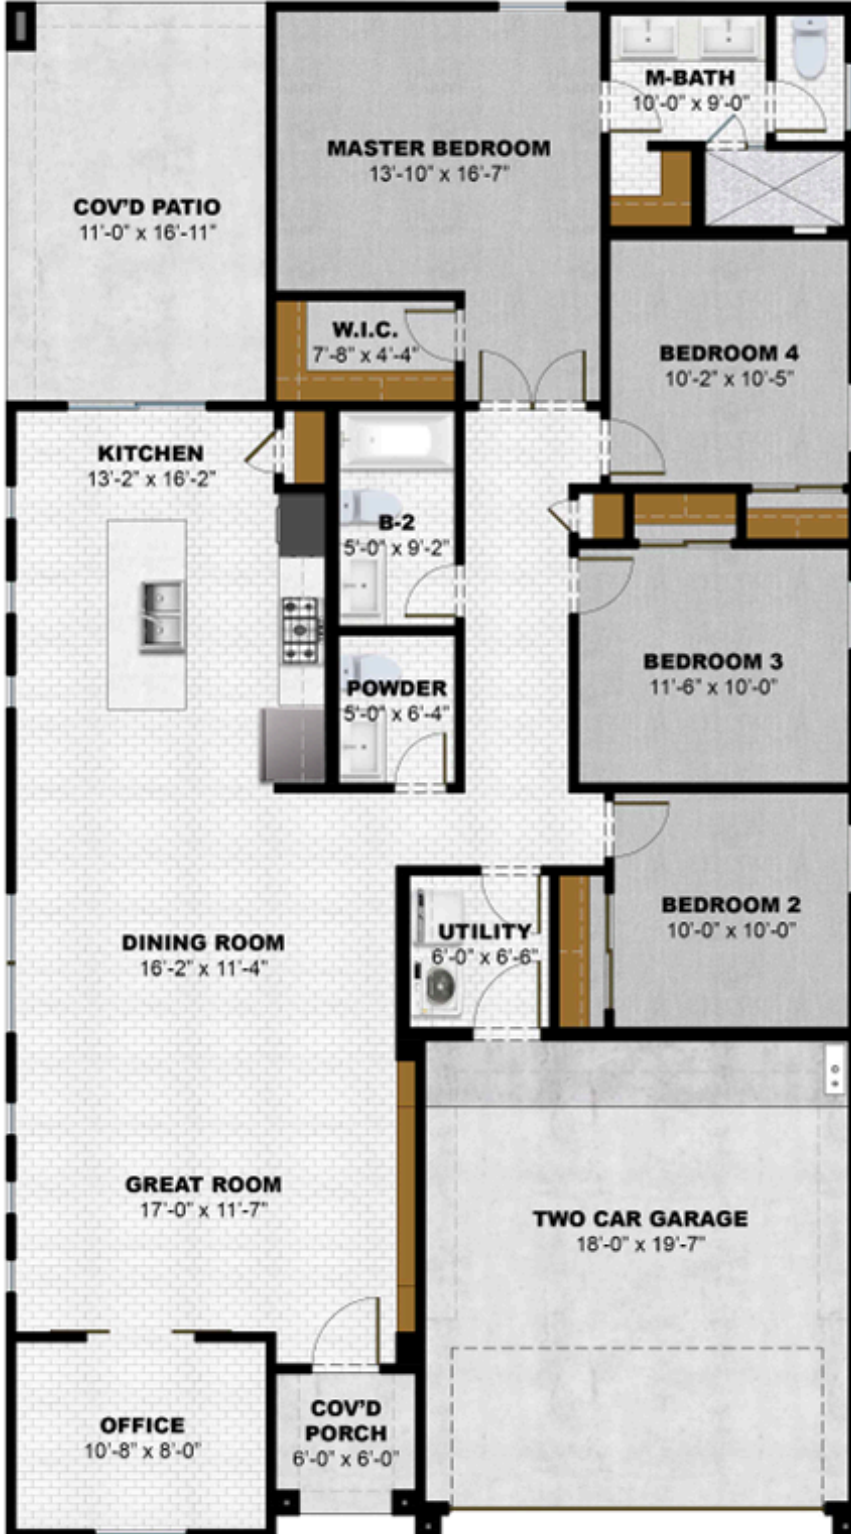 M-BATH
10'-0" x 9'-0"
MASTER BEDROOM
13'-10" x 16'-7"
COV'D PATIO
11'-0" x 16'-11"
W.I.C.
7'-8" x 4'-4"
BEDROOM 4
10'-2" x 10'-5"
KITCHEN
13'-2" x 16'-2"
B-2
5'-0" x 9'-2"
BEDROOM 3
11'-6" x 10'-0"
POWDER
5'-0" x 6'-4"
BEDROOM 2
10'-0" x 10'-0"
UTILITY
6'-0" x 6'-6"
DINING ROOM
16'-2" x 11'-4"
GREAT ROOM
17'-0" x 11'-7"
TWO CAR GARAGE
18'-0" x 19'-7"
OFFICE
10'-8" x 8'-0"
COV'D
PORCH
6'-0" x 6'-0"